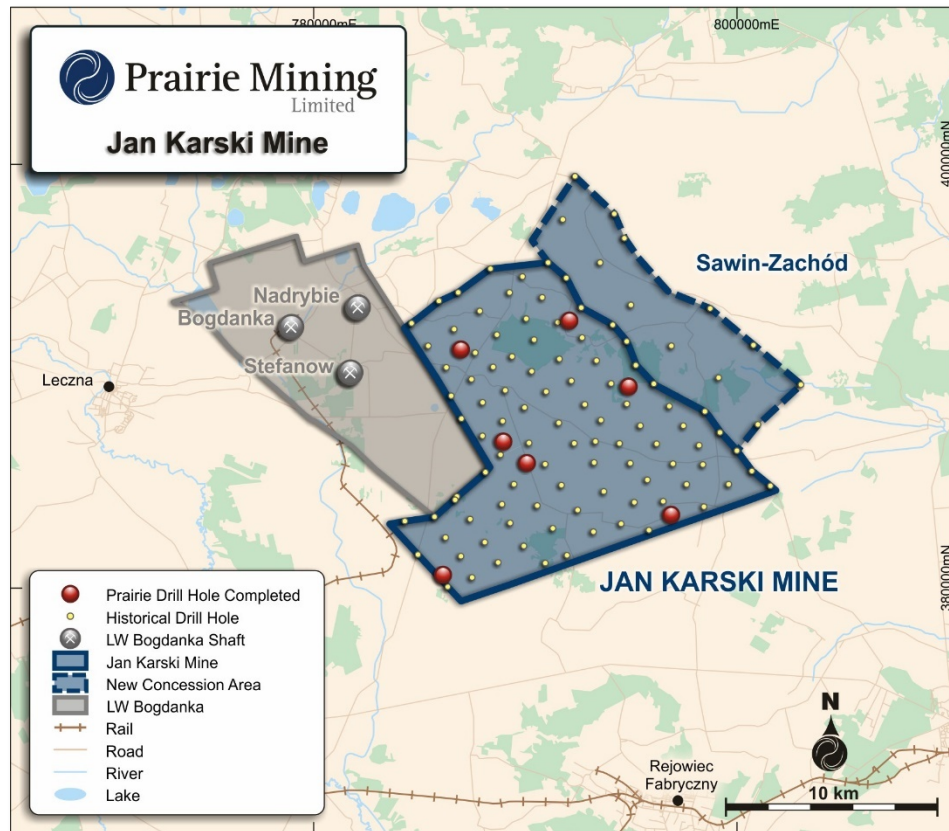 780000mE
800000mE
Prairie Mining
Limited
Jan Karski Mine
400000mN
Sawin-Zachód
Nadrybie
Bogdanka
Stefanow
Leczna
JAN KARSKI MINE
380000mN
Prairie Drill Hole Completed
Historical Drill Hole
LW Bogdanka Shaft
Jan Karski Mine
New Concession Area
LW Bogdanka
Rail
Road
River
Lake
N
Rejowiec
Fabryczny
10 km